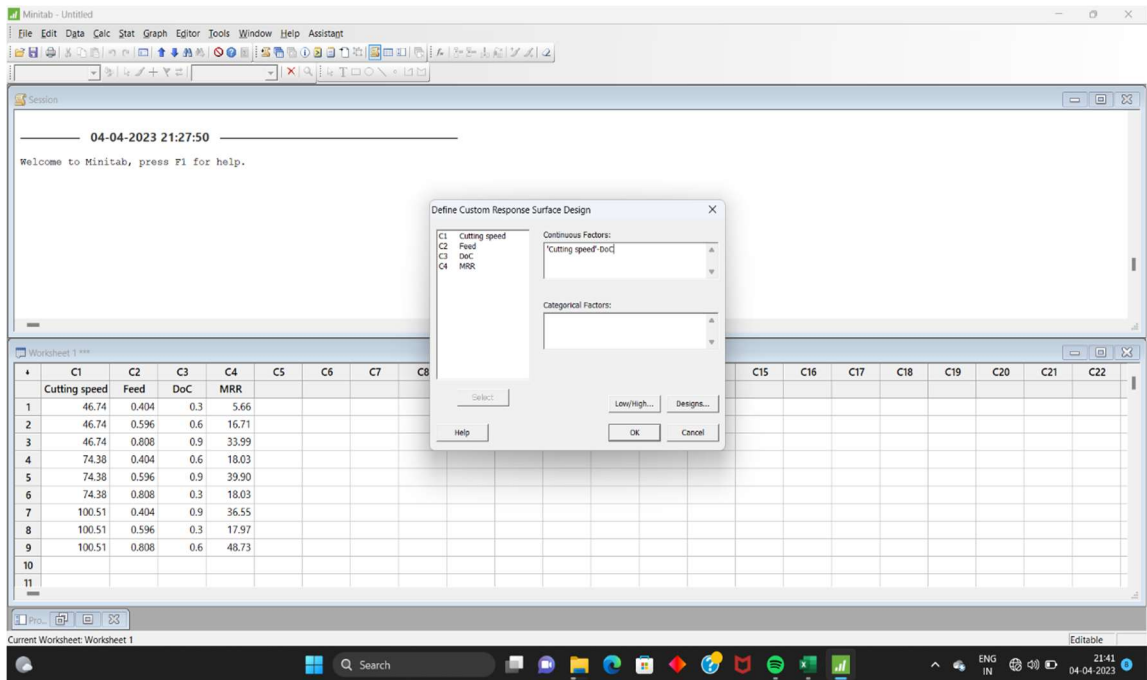 Minitab - Untitled
File Edit Data Calc Stat Graph Editor Tools Window Help Assistant
Session
04-04-2023 21:27:50
Welcome to Minitab, press F1 for help.
Define Custom Response Surface Design
C1 Cutting speed
C2 Feed
C3 DoC
C4 MRR
Continuous Factors:
'Cutting speed'-DoC
Categorical Factors:
Select
Low/High... Designs...
Help OK Cancel
Worksheet 1 ***
C1 C2 C3 C4 C5 C6 C7 C8 C15 C16 C17 C18 C19 C20 C21 C22
Cutting speed Feed DoC MRR
1 46.74 0.404 0.3 5.66
2 46.74 0.596 0.6 16.71
3 46.74 0.808 0.9 33.99
4 74.38 0.404 0.6 18.03
5 74.38 0.596 0.9 39.90
6 74.38 0.808 0.3 18.03
7 100.51 0.404 0.9 36.55
8 100.51 0.596 0.3 17.97
9 100.51 0.808 0.6 48.73
10
11
Pro...
Current Worksheet: Worksheet 1 Editable
Search
ENG
IN
21:41
04-04-2023